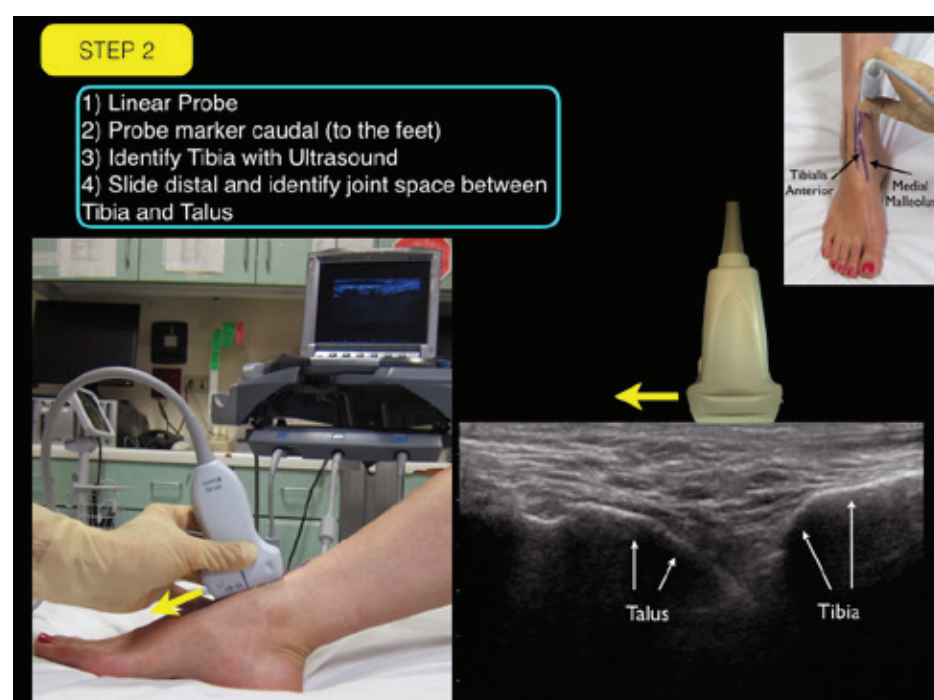 STEP 2
1) Linear Probe
2) Probe marker caudal (to the feet)
3) Identify Tibia with Ultrasound
4) Slide distal and identify joint space between
Tibia and Talus
Tibialis
Anterior
Medial
Malleolus
Talus
Tibia